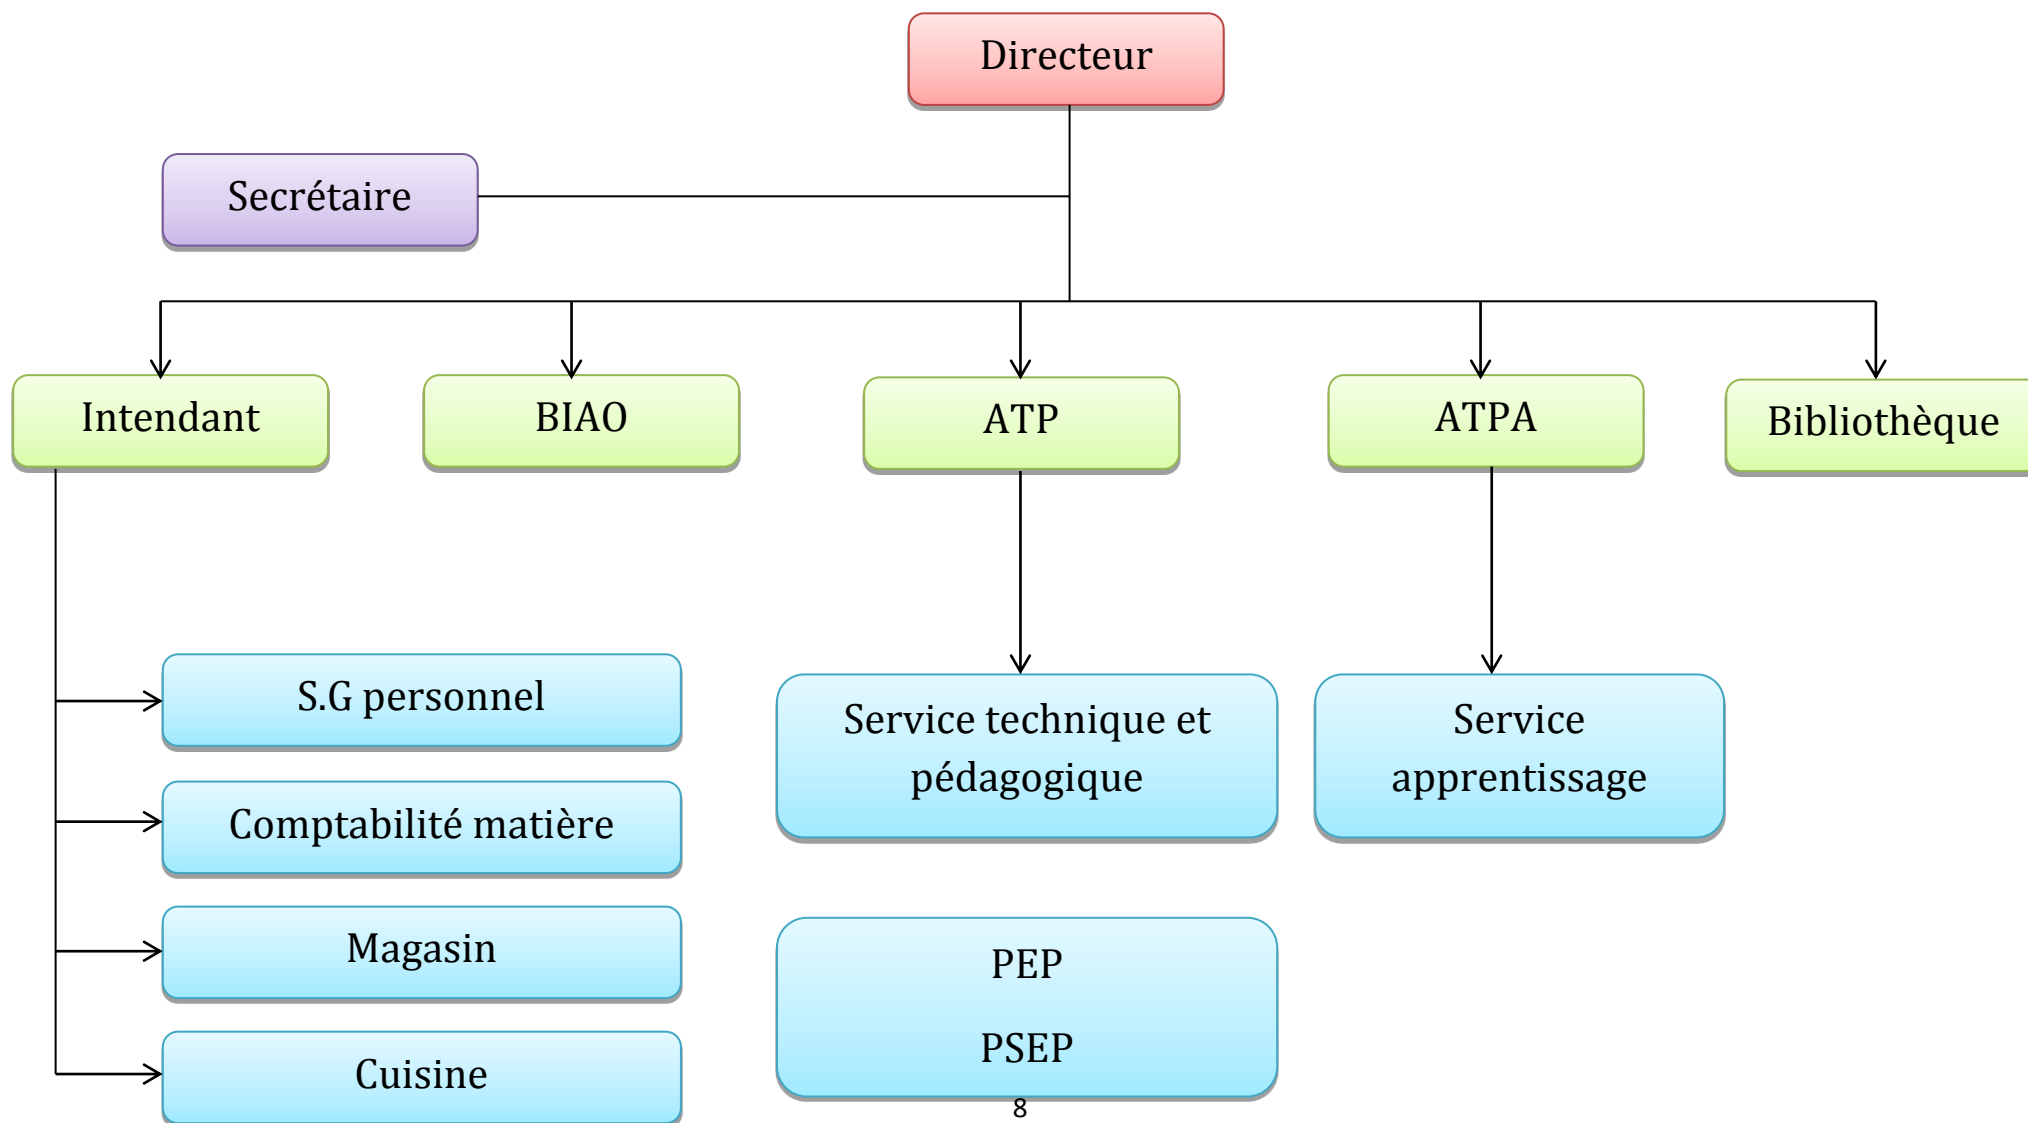 Directeur
Secrétaire
Intendant
BIAO
ATP
ATPA
Bibliothèque
S.G personnel
Comptabilité matière
Magasin
Cuisine
Service technique et
pédagogique
Service
apprentissage
PEP
PSEP
8